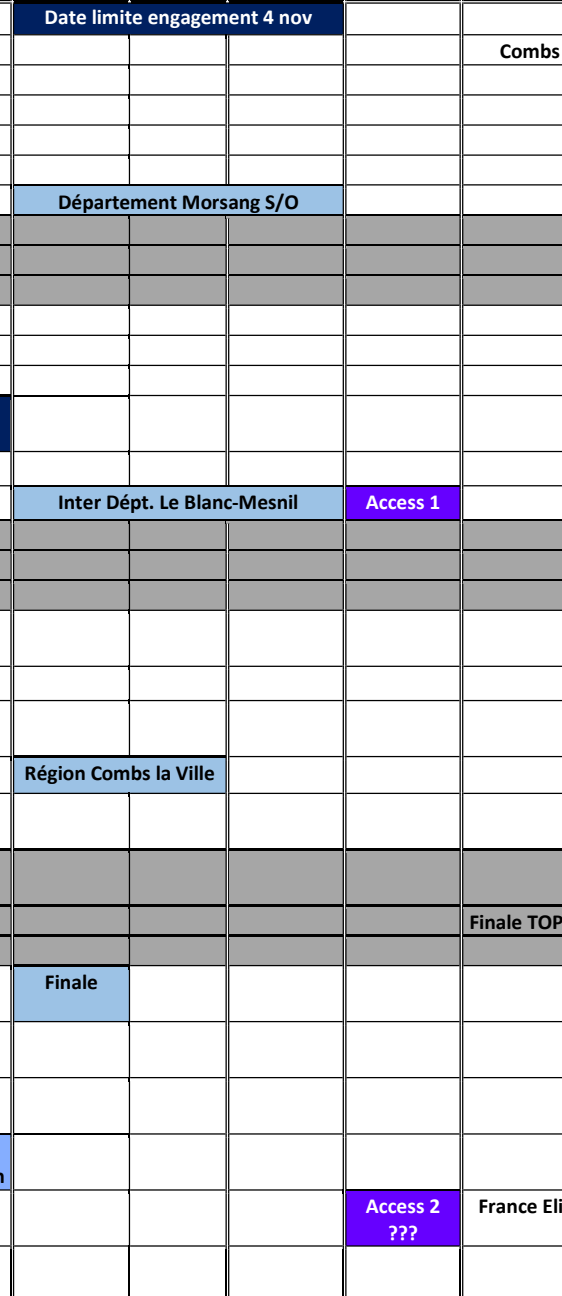 Date limite engagement 4 nov
Combs
Département Morsang S/O
Inter Dépt. Le Blanc-Mesnil
Access 1
Région Combs la Ville
Finale TOP
Finale
n
Access 2
???
France Eli